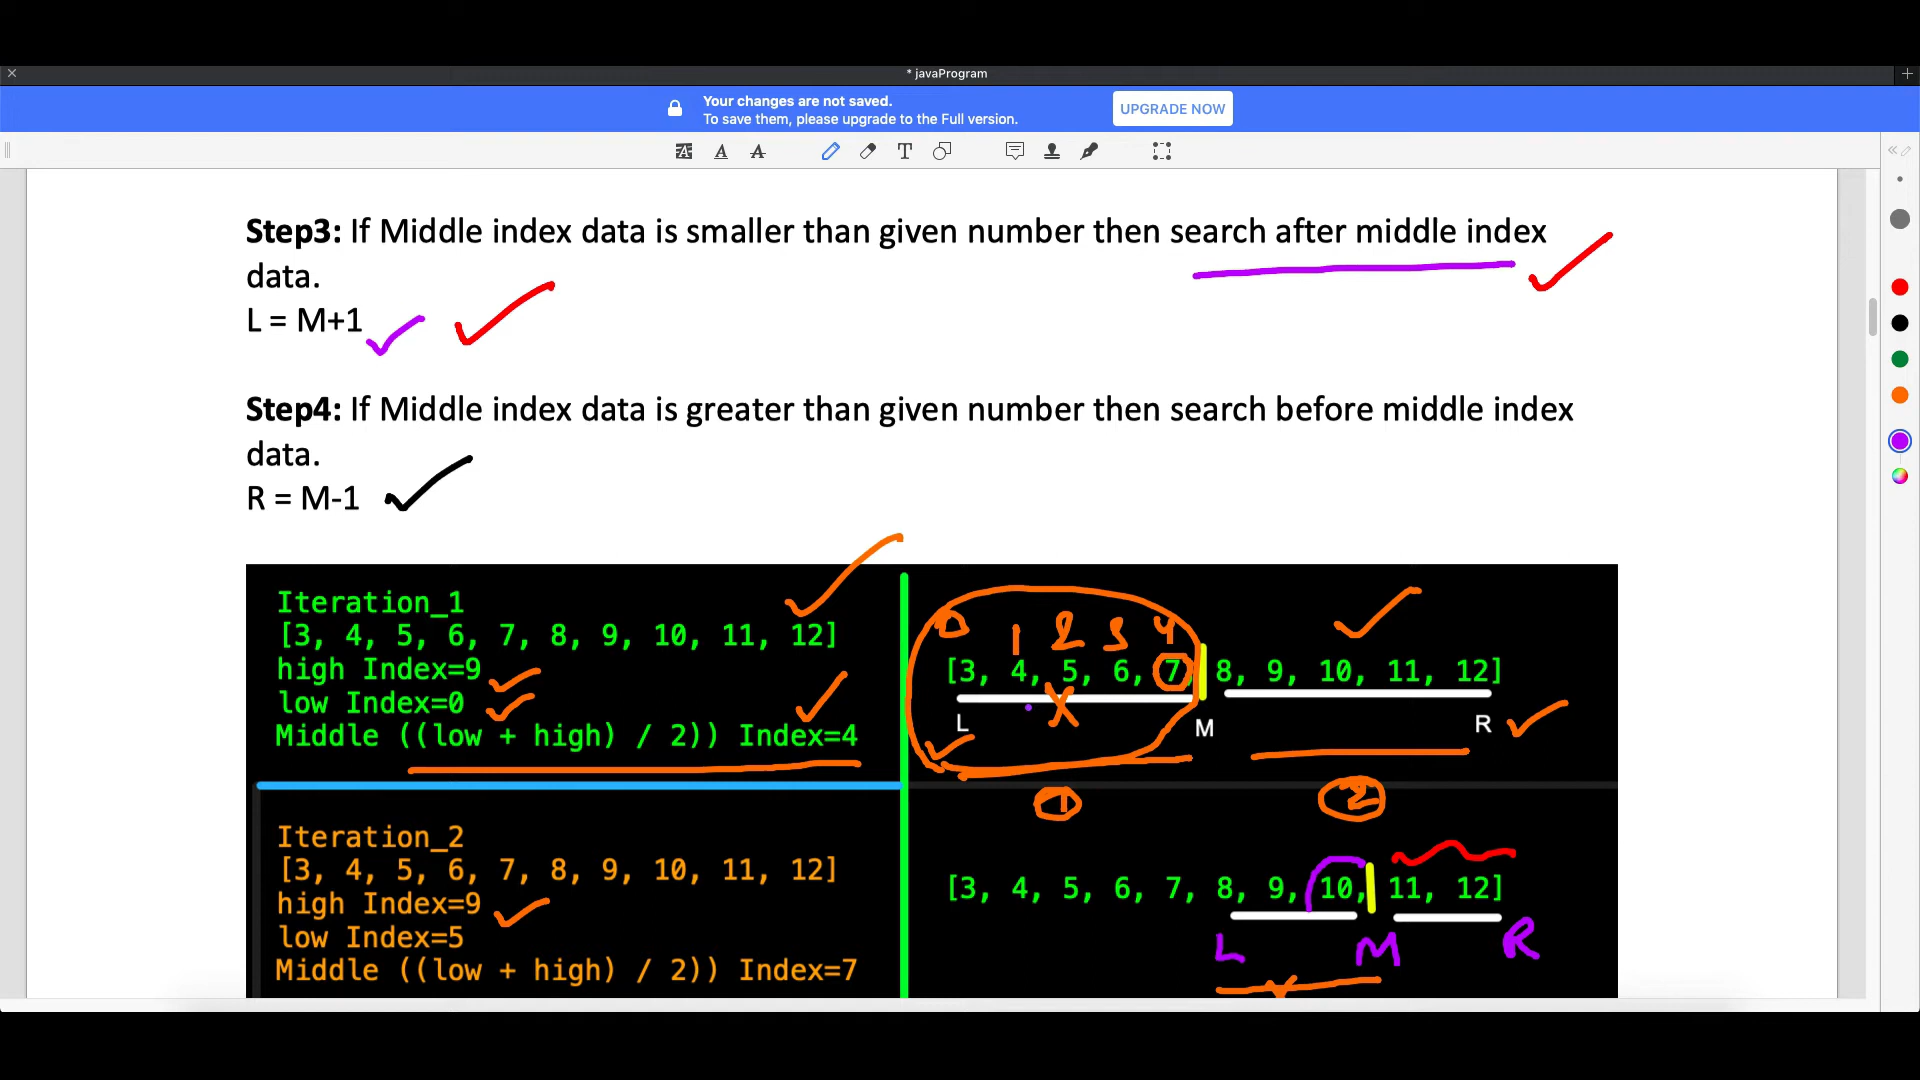 * javaProgram
Your changes are not saved.
To save them, please upgrade to the Full version.
UPGRADE NOW
Step3: If Middle index data is smaller than given number then search after middle index
data.
L = M+1
Step4: If Middle index data is greater than given number then search before middle index
data.
R = M-1
Iteration_1
[3, 4, 5, 6, 7, 8, 9, 10, 11, 12]
high Index=9
low Index=0
Middle ((low + high) / 2)) Index=4
0 1 2 3 4
[3, 4, 5, 6, 7, 8, 9, 10, 11, 12]
L M R
1 2
Iteration_2
[3, 4, 5, 6, 7, 8, 9, 10, 11, 12]
high Index=9
low Index=5
Middle ((low + high) / 2)) Index=7
[3, 4, 5, 6, 7, 8, 9, 10, 11, 12]
L M R